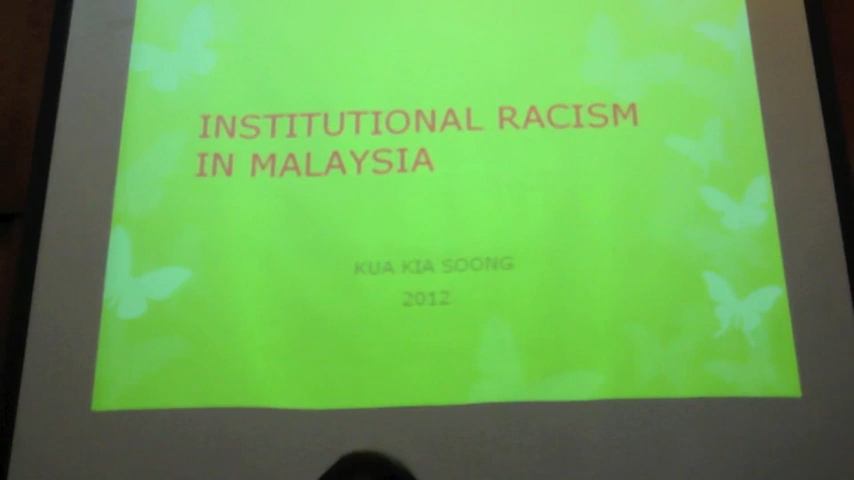 INSTITUTIONAL RACISM
IN MALAYSIA
KUA KIA SOONG
2012